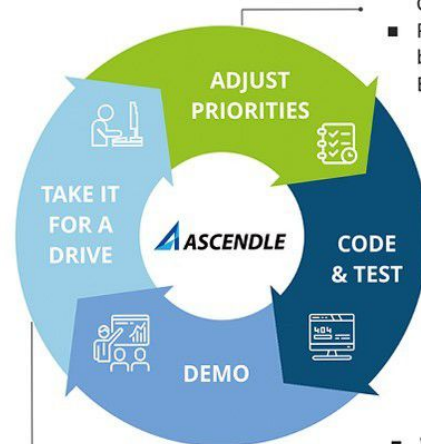 ADJUST
PRIORITIES
TAKE IT
FOR A
DRIVE
ASCENDLE
CODE
& TEST
404
DEMO